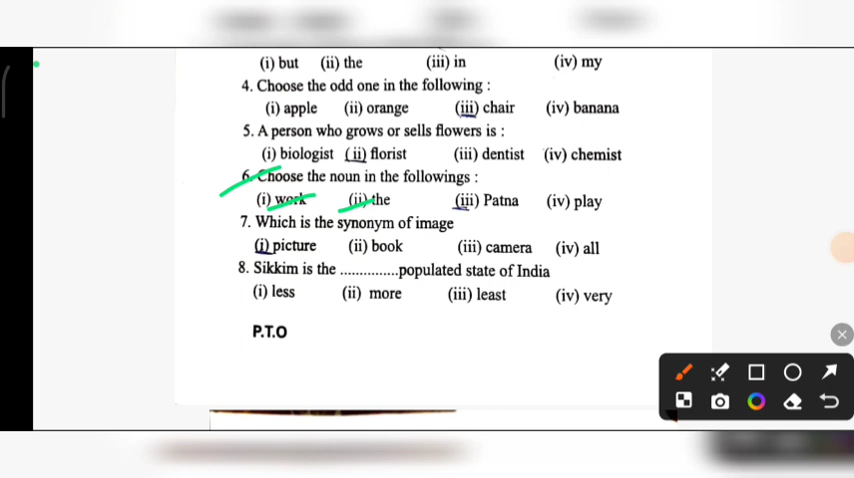 (i) but (ii) the (iii) in (iv) my
4. Choose the odd one in the following :
(i) apple (ii) orange (iii) chair (iv) banana
5. A person who grows or sells flowers is :
(i) biologist (ii) florist (iii) dentist (iv) chemist
6. Choose the noun in the followings :
(i) work (ii) the (iii) Patna (iv) play
7. Which is the synonym of image
(i) picture (ii) book (iii) camera (iv) all
8. Sikkim is the ...............populated state of India
(i) less (ii) more (iii) least (iv) very
P.T.O